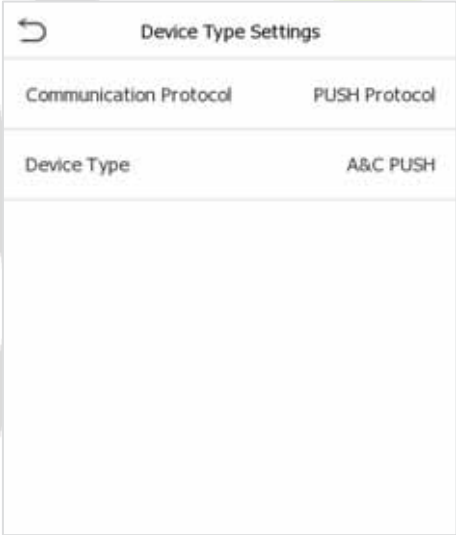 Device Type Settings
Communication Protocol PUSH Protocol
Device Type A&C PUSH